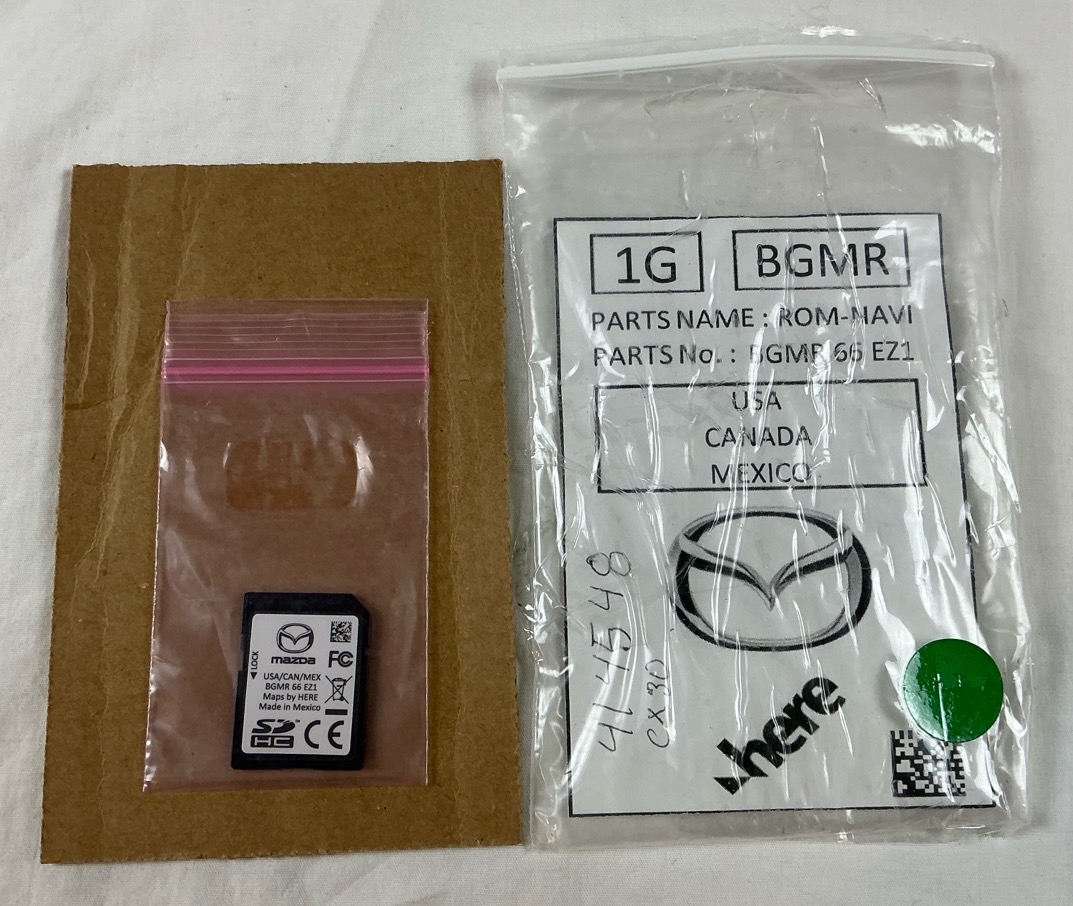 mazda
FC
LOCK
USA/CAN/MEX
BGMR 66 EZ1
Maps by HERE
Made in Mexico
SD
HC
CE
1G
BGMR
PARTS NAME : ROM-NAVI
PARTS No. : BGMR 66 EZ1
USA
CANADA
MEXICO
CX30
here